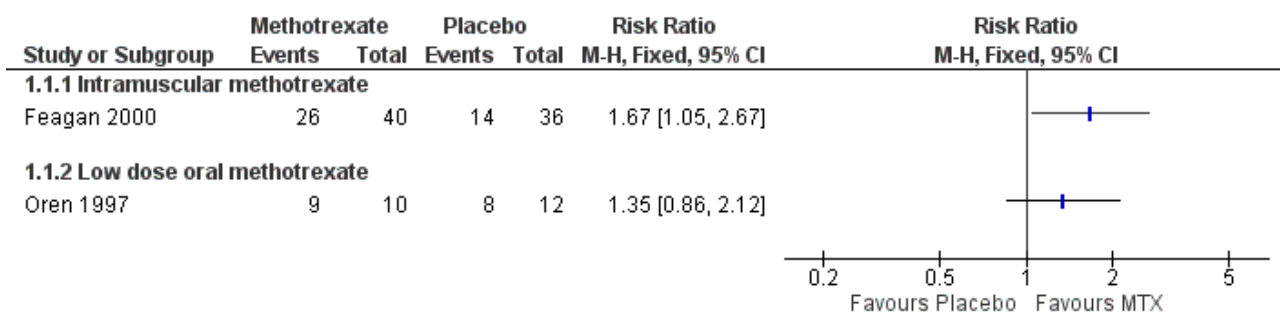 Methotrexate Placebo Risk Ratio Risk Ratio
Study or Subgroup Events Total Events Total M-H, Fixed, 95% CI M-H, Fixed, 95% CI
1.1.1 Intramuscular methotrexate
Feagan 2000 26 40 14 36 1.67 [1.05, 2.67]
1.1.2 Low dose oral methotrexate
Oren 1997 9 10 8 12 1.35 [0.86, 2.12]
0.2 0.5 1 2 5
Favours Placebo Favours MTX